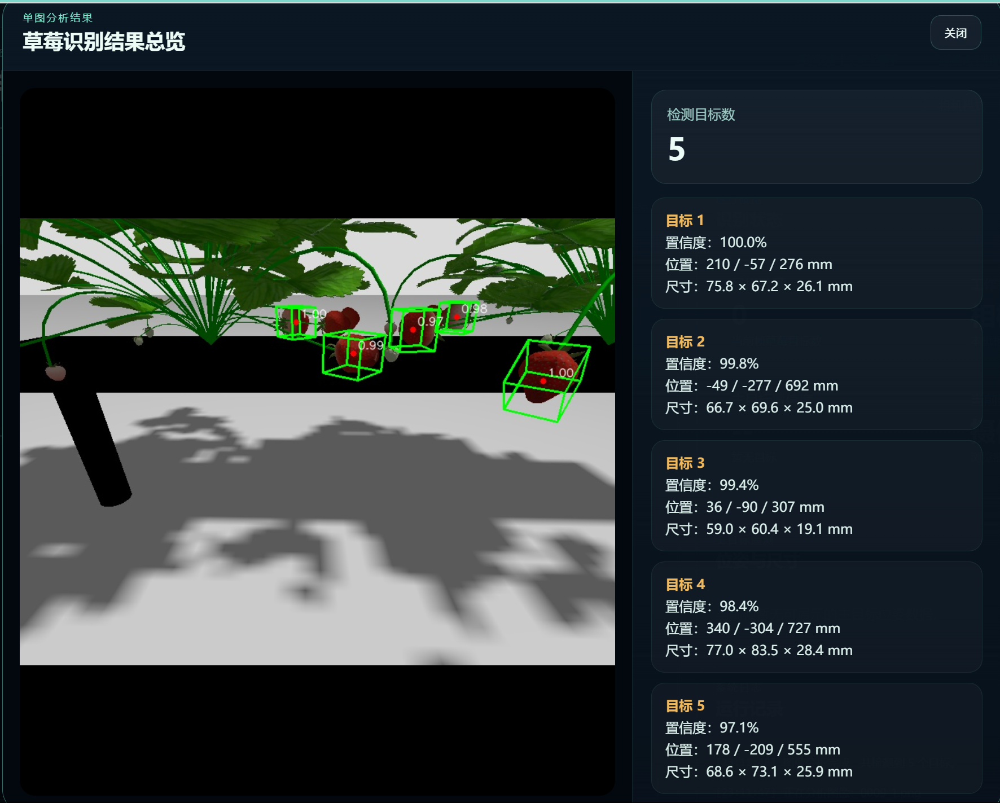 单图分析结果
草莓识别结果总览
关闭
1.00
0.98
0.97
0.99
1.00
检测目标数
5
目标 1
置信度：100.0%
位置：210 / -57 / 276 mm
尺寸：75.8 × 67.2 × 26.1 mm
目标 2
置信度：99.8%
位置：-49 / -277 / 692 mm
尺寸：66.7 × 69.6 × 25.0 mm
目标 3
置信度：99.4%
位置：36 / -90 / 307 mm
尺寸：59.0 × 60.4 × 19.1 mm
目标 4
置信度：98.4%
位置：340 / -304 / 727 mm
尺寸：77.0 × 83.5 × 28.4 mm
目标 5
置信度：97.1%
位置：178 / -209 / 555 mm
尺寸：68.6 × 73.1 × 25.9 mm